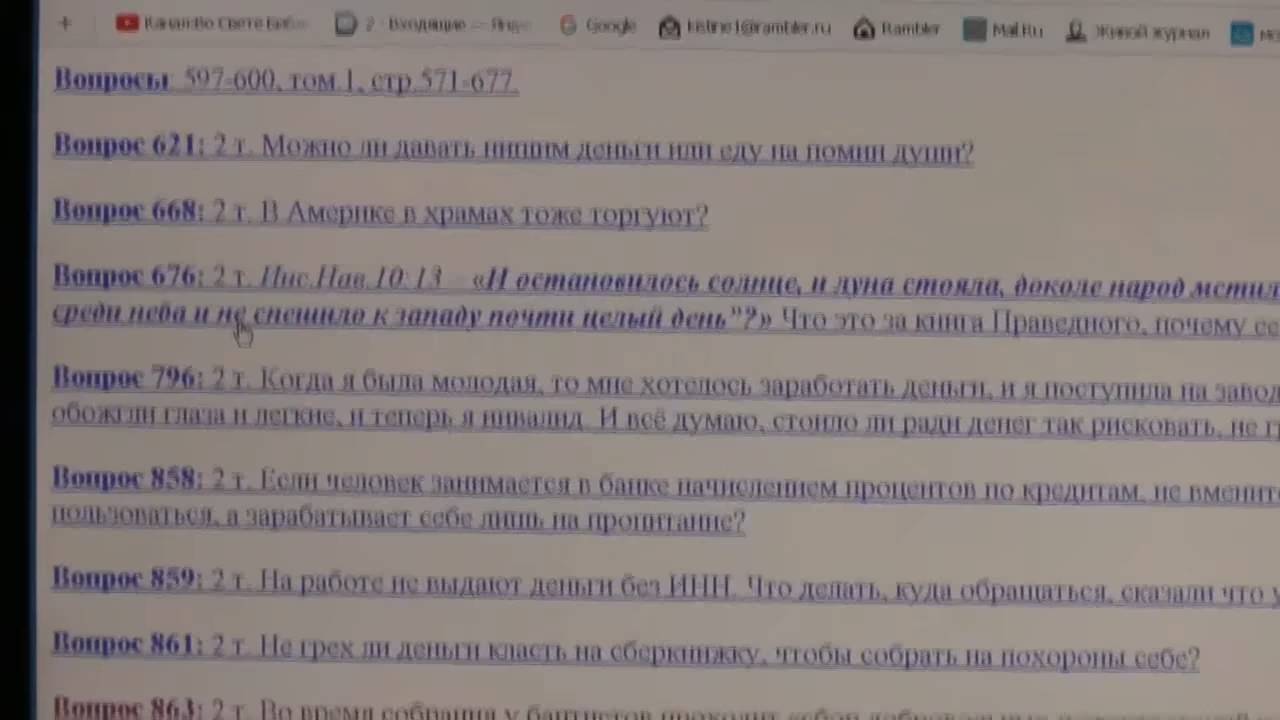 + Канал:Во Свете Библ 2 · Входящие — Янде Google Rambler Mail.Ru Живой журнал
Вопросы: 597-600, том.1, стр.571-677.
Вопрос 621: 2 т. Можно ли давать нищим деньги или еду на помин души?
Вопрос 668: 2 т. В Америке в храмах тоже торгуют?
Вопрос 676: 2 т. Иис.Нав.10:13 – «И остановилось солнце, и луна стояла, доколе народ мстил
среди неба и не спешило к западу почти целый день”?» Что это за книга Праведного, почему
Вопрос 796: 2 т. Когда я была молодая, то мне хотелось заработать деньги, и я поступила на завод
обожгли глаза и легкие, и теперь я инвалид. И всё думаю, стоило ли ради денег так рисковать, не
Вопрос 858: 2 т. Если человек занимается в банке начислением процентов по кредитам, не
пользоваться, а зарабатывает себе лишь на пропитание?
Вопрос 859: 2 т. На работе не выдают деньги без ИНН. Что делать, куда обращаться, сказали что
Вопрос 861: 2 т. Не грех ли деньги класть на сберкнижку, чтобы собрать на похороны себе?
Вопрос 863: 2 т. Во время собрания у баптистов проходит